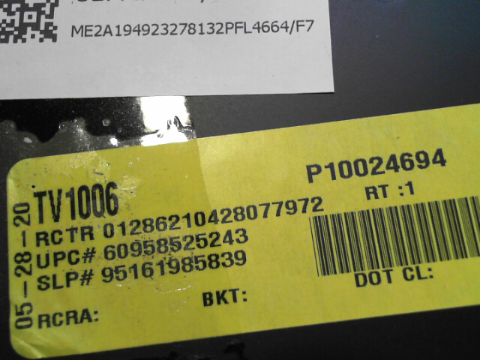 ME2A194923278132PFL4664/F7
P10024694
TV1006
RT :1
RCTR 01286210428077972
UPC# 60958525243
SLP# 95161985839
DOT CL:
BKT:
RCRA:
05-28-20